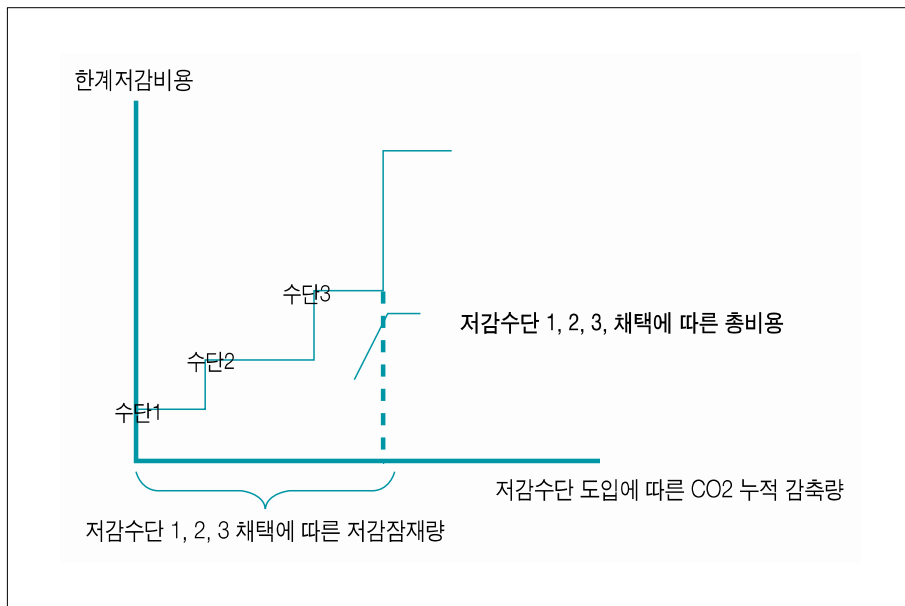 한계저감비용
수단3
저감수단 1, 2, 3, 채택에 따른 총비용
수단2
수단1
저감수단 도입에 따른 CO2 누적 감축량
저감수단 1, 2, 3 채택에 따른 저감잠재량